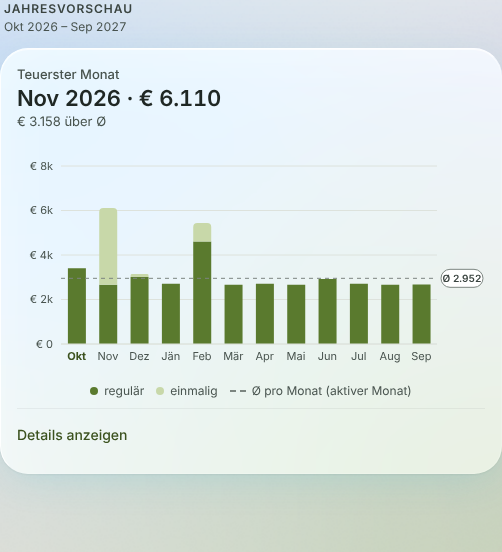 JAHRESVORSCHAU
Okt 2026 – Sep 2027
Teuerster Monat
Nov 2026 · € 6.110
€ 3.158 über Ø
€ 8k
€ 6k
€ 4k
Ø 2.952
€ 2k
€ 0
Okt Nov Dez Jän Feb Mär Apr Mai Jun Jul Aug Sep
regulär einmalig Ø pro Monat (aktiver Monat)
Details anzeigen